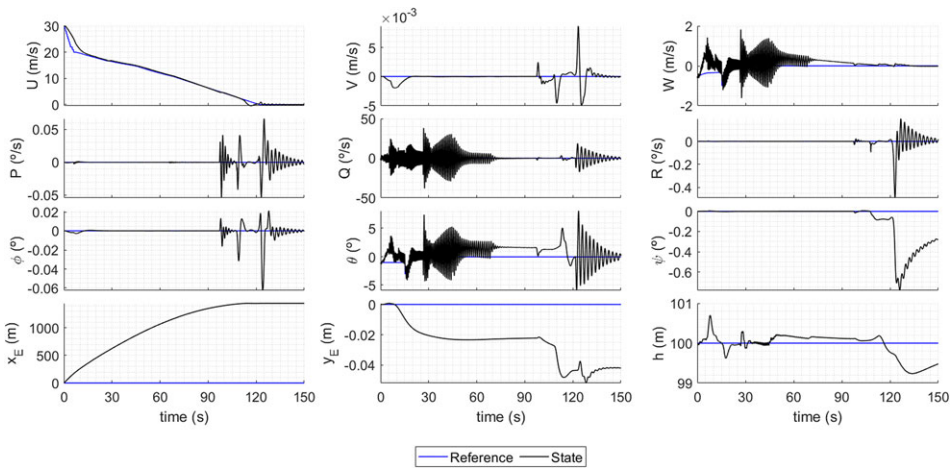 ×10⁻³
30
20
10
0
U (m/s)
5
0
-5
V (m/s)
2
0
-2
W (m/s)
0.05
0
-0.05
P (º/s)
50
0
-50
Q (º/s)
0
-0.2
-0.4
R (º/s)
0.02
0
-0.02
-0.04
-0.06
ϕ (º)
5
0
-5
θ (º)
0
-0.2
-0.4
-0.6
ψ (º)
1000
500
0
x_E (m)
0 30 60 90 120 150
time (s)
0
-0.02
-0.04
y_E (m)
0 30 60 90 120 150
time (s)
101
100
99
h (m)
0 30 60 90 120 150
time (s)
Reference State